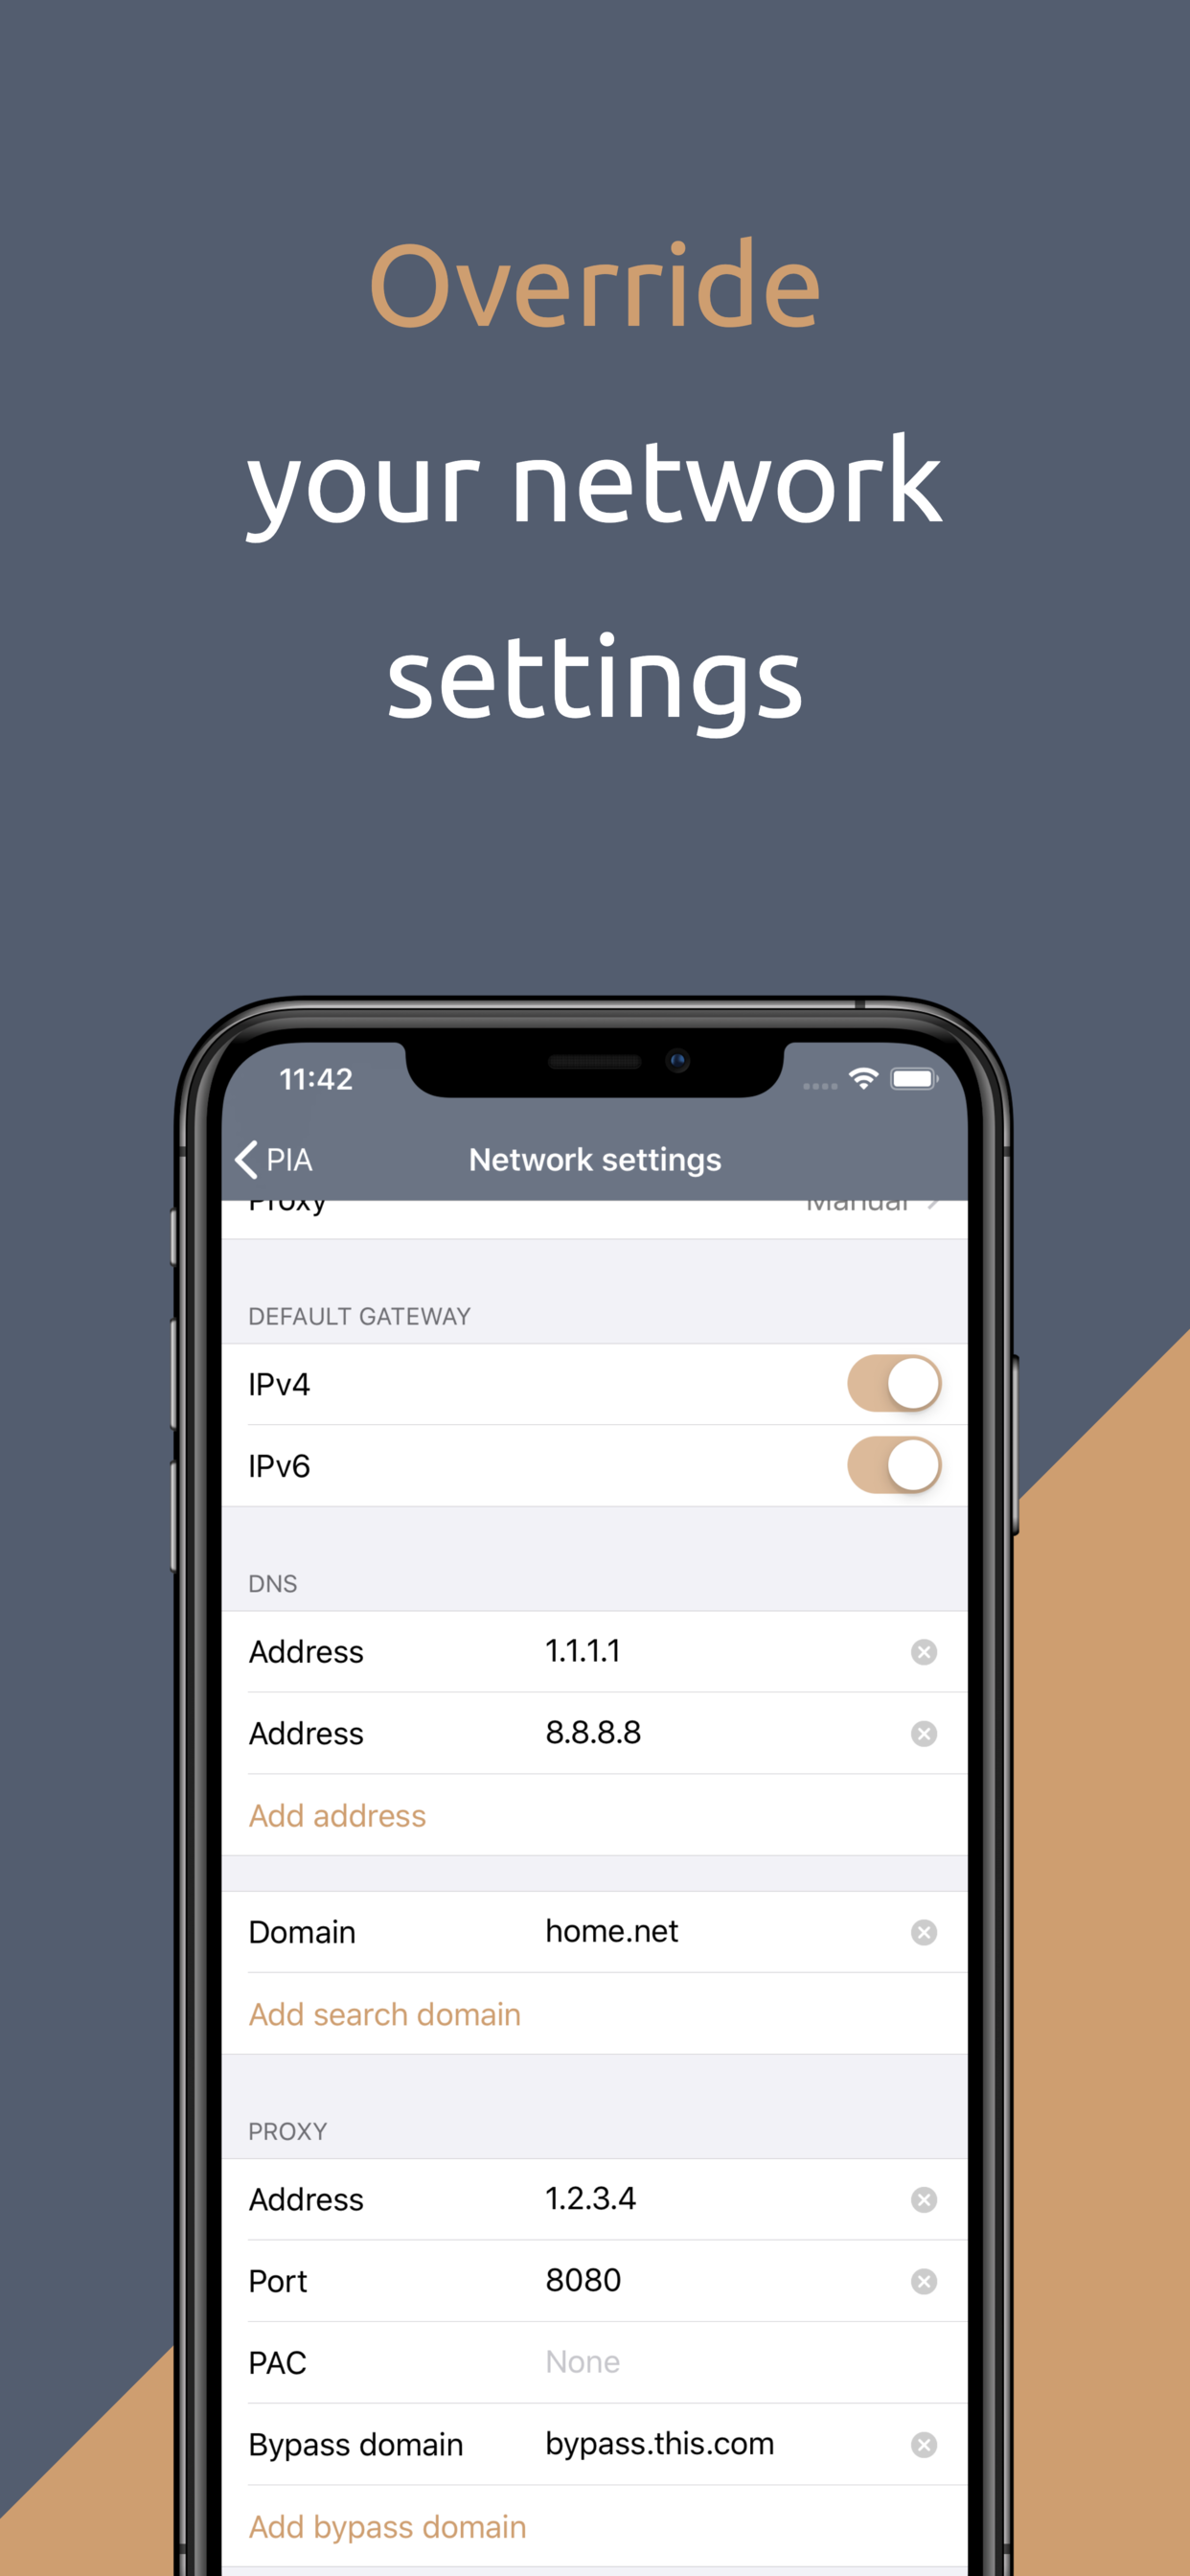 Override
your network
settings
11:42
PIA Network settings
Proxy Manual
DEFAULT GATEWAY
IPv4
IPv6
DNS
Address 1.1.1.1
Address 8.8.8.8
Add address
Domain home.net
Add search domain
PROXY
Address 1.2.3.4
Port 8080
PAC None
Bypass domain bypass.this.com
Add bypass domain